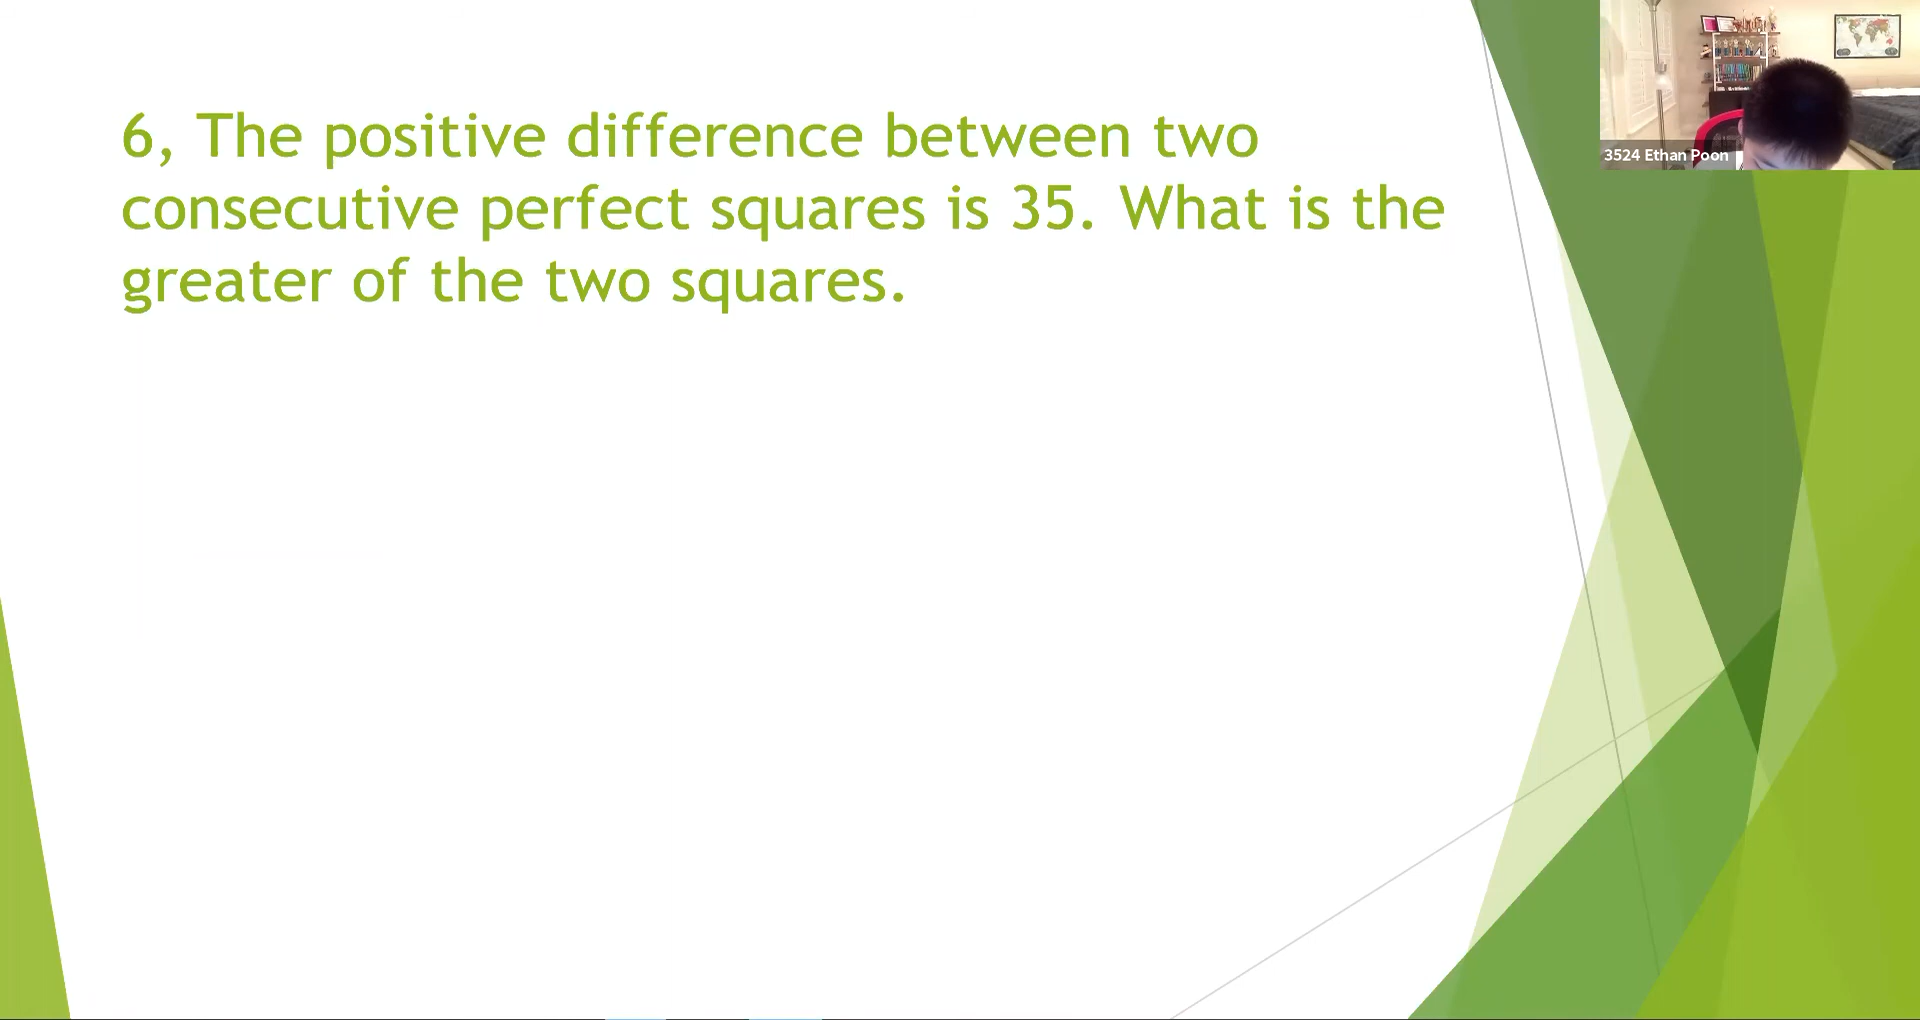 6, The positive difference between two
consecutive perfect squares is 35. What is the
greater of the two squares.
3524 Ethan Poon